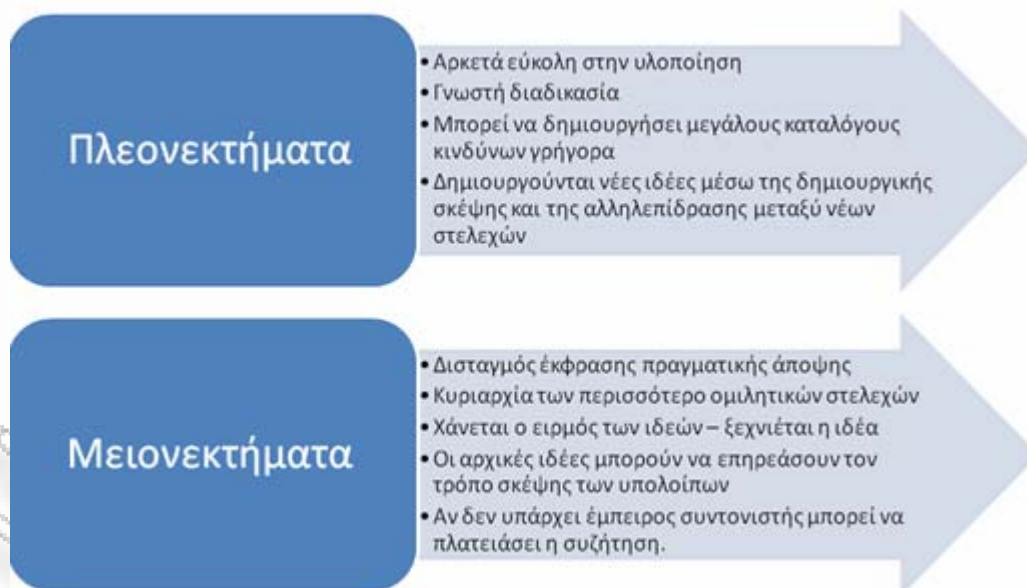 Πλεονεκτήματα
• Αρκετά εύκολη στην υλοποίηση
• Γνωστή διαδικασία
• Μπορεί να δημιουργήσει μεγάλους καταλόγους
κινδύνων γρήγορα
• Δημιουργούνται νέες ιδέες μέσω της δημιουργικής
σκέψης και της αλληλεπίδρασης μεταξύ νέων
στελεχών
Μειονεκτήματα
• Δισταγμός έκφρασης πραγματικής άποψης
• Κυριαρχία των περισσότερο ομιλητικών στελεχών
• Χάνεται ο ειρμός των ιδεών – ξεχνιέται η ιδέα
• Οι αρχικές ιδέες μπορούν να επηρεάσουν τον
τρόπο σκέψης των υπολοίπων
• Αν δεν υπάρχει έμπειρος συντονιστής μπορεί να
πλατειάσει η συζήτηση.